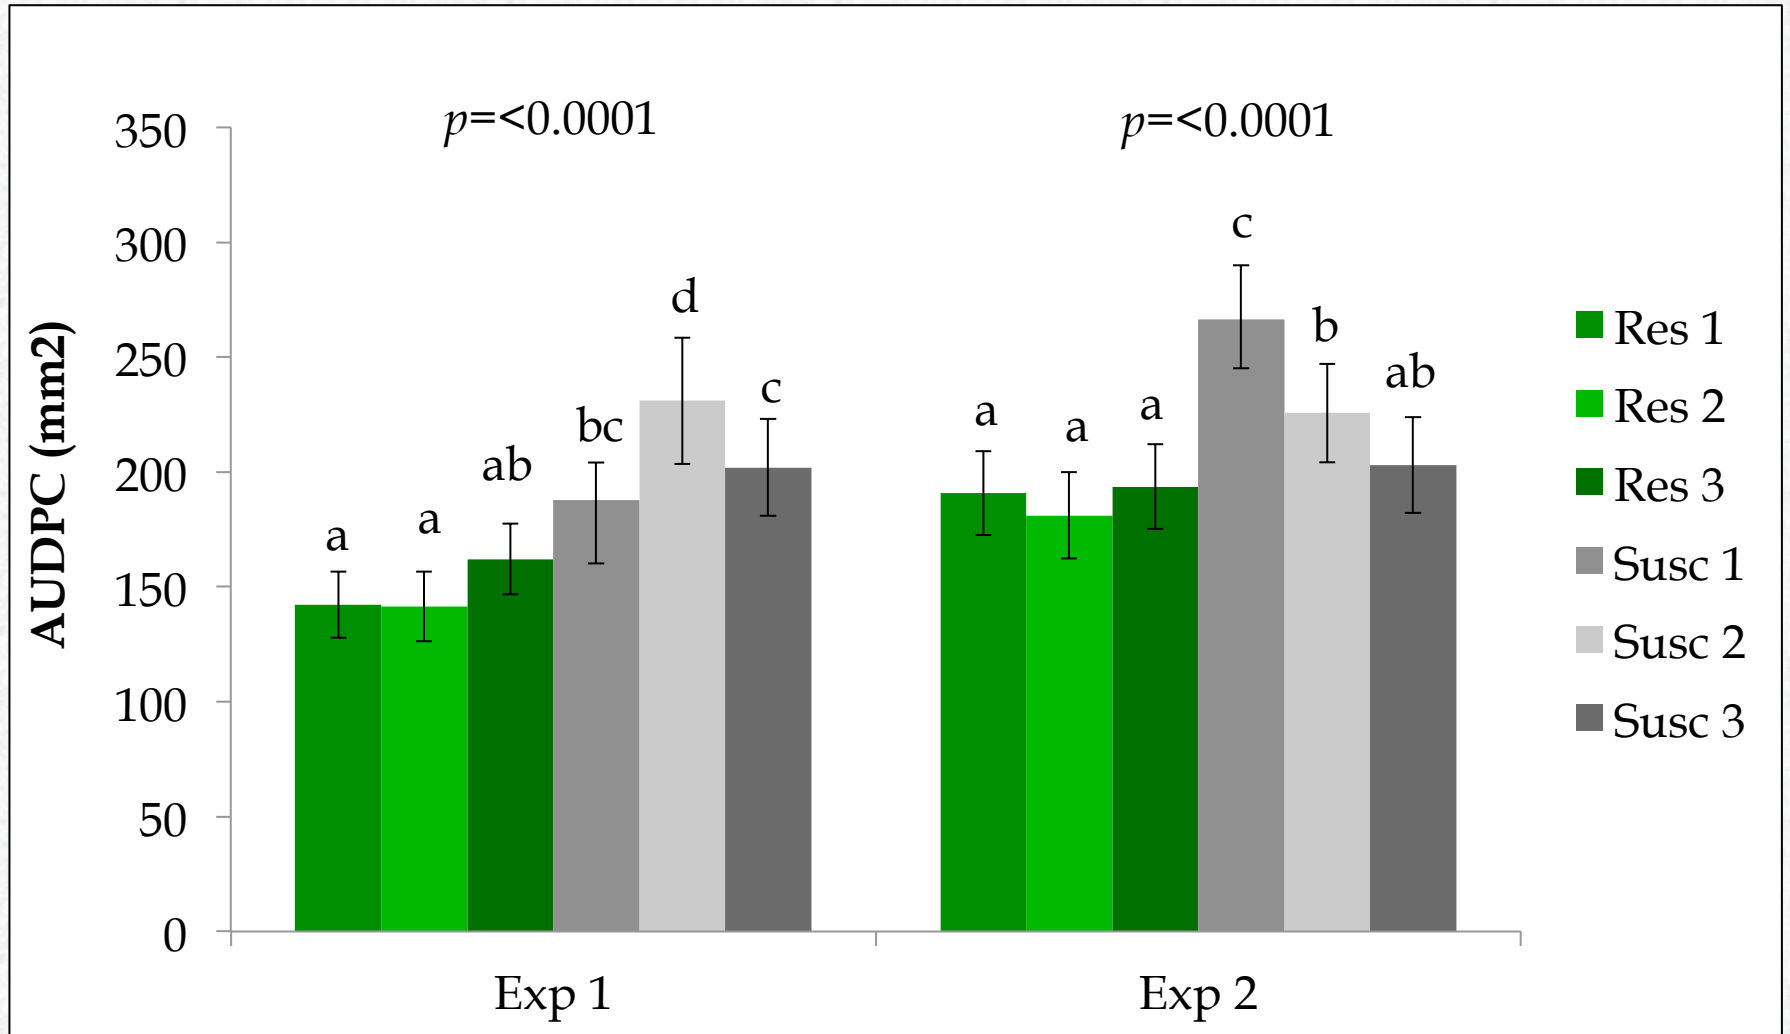 p=<0.0001
p=<0.0001
350
300
250
200
150
100
50
0
AUDPC (mm2)
a
a
ab
bc
d
c
a
a
a
c
b
ab
Exp 1
Exp 2
Res 1
Res 2
Res 3
Susc 1
Susc 2
Susc 3